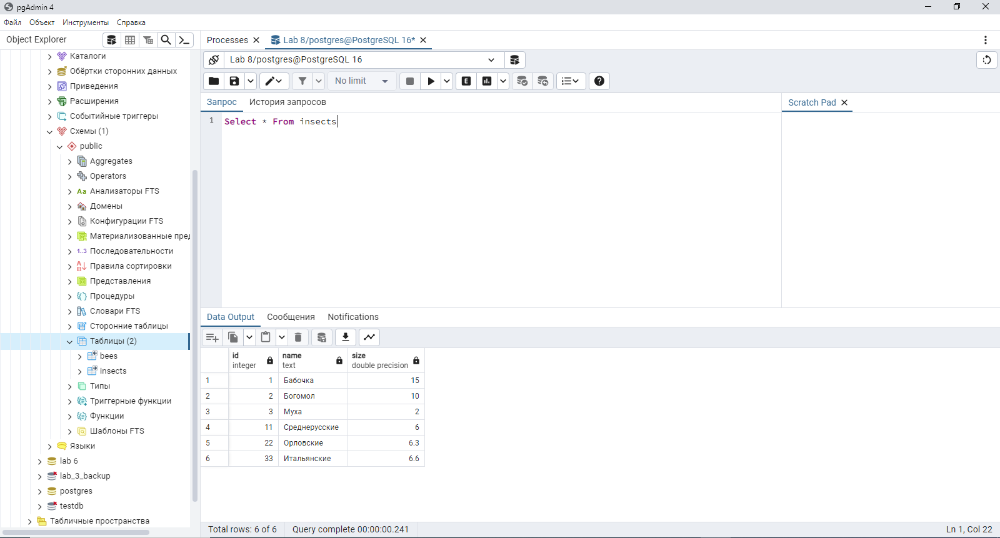 pgAdmin 4
Файл Объект Инструменты Справка
Object Explorer
Каталоги
Обёртки сторонних данных
Приведения
Расширения
Событийные триггеры
Схемы (1)
public
Aggregates
Operators
Aa Анализаторы FTS
Домены
Конфигурации FTS
Материализованные пред
1..3 Последовательности
Правила сортировки
Представления
Процедуры
Словари FTS
Сторонние таблицы
Таблицы (2)
bees
insects
Типы
Триггерные функции
Функции
Шаблоны FTS
Языки
lab 6
lab_3_backup
postgres
testdb
Табличные пространства
Processes Lab 8/postgres@PostgreSQL 16*
Lab 8/postgres@PostgreSQL 16
No limit
E
Запрос История запросов
Scratch Pad
1 Select * From insects
Data Output Сообщения Notifications
id name size
integer text double precision
1 1 Бабочка 15
2 2 Богомол 10
3 3 Муха 2
4 11 Среднерусские 6
5 22 Орловские 6.3
6 33 Итальянские 6.6
Total rows: 6 of 6 Query complete 00:00:00.241 Ln 1, Col 22